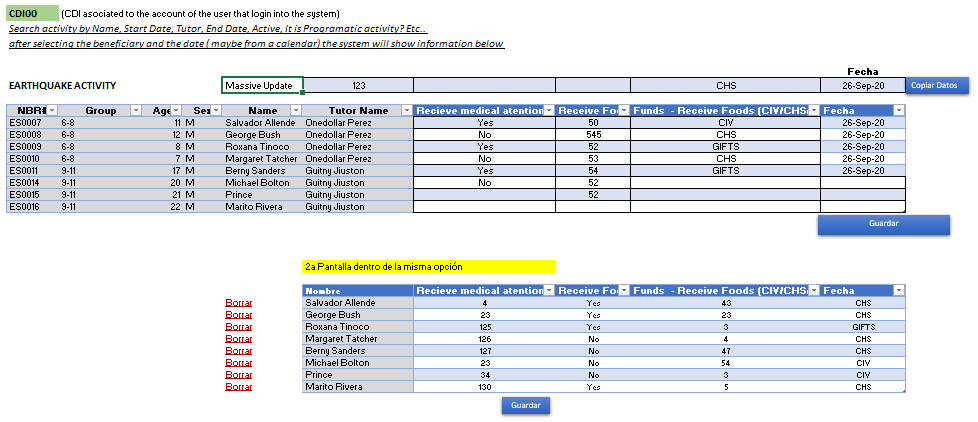 CDI00 (CDI asociated to the account of the user that login into the system)
Search activity by Name, Start Date, Tutor, End Date, Active, It is Programatic activity? Etc..
after selecting the beneficiary and the date ( maybe from a calendar) the system will show information below
Fecha
EARTHQUAKE ACTIVITY Massive Update 123 CHS 26-Sep-20 Copiar Datos
NBR Group Age Sex Name Tutor Name Recieve medical atention Receive Fo Funds - Receive Foods (CIV/CHS Fecha
ES0007 6-8 11 M Salvador Allende Onedollar Perez Yes 50 CIV 26-Sep-20
ES0008 6-8 12 M George Bush Onedollar Perez No 545 CHS 26-Sep-20
ES0009 6-8 8 M Roxana Tinoco Onedollar Perez Yes 52 GIFTS 26-Sep-20
ES0010 6-8 7 M Margaret Tatcher Onedollar Perez No 53 CHS 26-Sep-20
ES0011 9-11 17 M Berny Sanders Guitny Jiuston Yes 54 GIFTS 26-Sep-20
ES0014 9-11 20 M Michael Bolton Guitny Jiuston No 52
ES0015 9-11 21 M Prince Guitny Jiuston 52
ES0016 9-11 22 M Marito Rivera Guitny Jiuston
Guardar
2a Pantalla dentro de la misma opción
Nombre Recieve medical atention Receive Fo Funds - Receive Foods (CIV/CHS Fecha
Borrar Salvador Allende 4 Yes 43 CHS
Borrar George Bush 23 Yes 23 CHS
Borrar Roxana Tinoco 125 Yes 3 GIFTS
Borrar Margaret Tatcher 126 No 4 CHS
Borrar Berny Sanders 127 No 47 CHS
Borrar Michael Bolton 23 No 54 CIV
Borrar Prince 34 No 3 CIV
Borrar Marito Rivera 130 Yes 5 CHS
Guardar